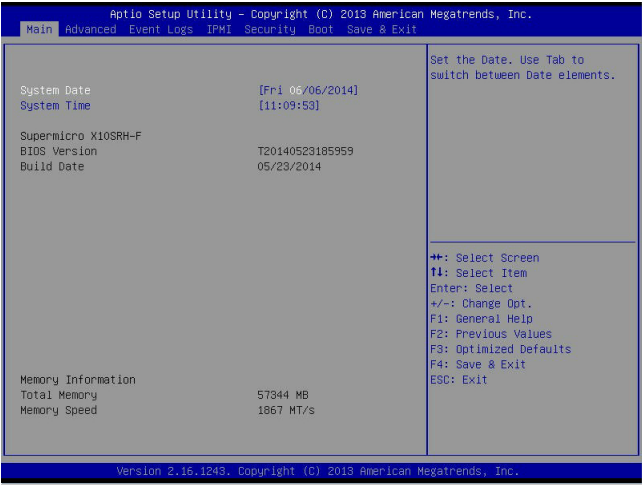 Aptio Setup Utility – Copyright (C) 2013 American Megatrends, Inc.
Main Advanced Event Logs IPMI Security Boot Save & Exit
System Date [Fri 06/06/2014]
System Time [11:09:53]
Supermicro X10SRH-F
BIOS Version T20140523185959
Build Date 05/23/2014
Memory Information
Total Memory 57344 MB
Memory Speed 1867 MT/s
Set the Date. Use Tab to
switch between Date elements.
→←: Select Screen
↑↓: Select Item
Enter: Select
+/-: Change Opt.
F1: General Help
F2: Previous Values
F3: Optimized Defaults
F4: Save & Exit
ESC: Exit
Version 2.16.1243. Copyright (C) 2013 American Megatrends, Inc.